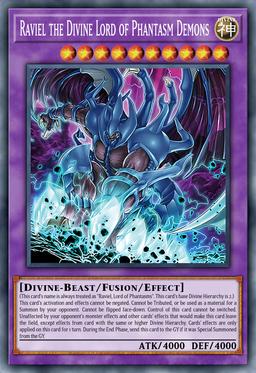 Raviel the Divine Lord of Phantasm Demons
DIVINE
神
[Divine-Beast/Fusion/Effect]
(This card's name is always treated as "Raviel, Lord of Phantasms". This card's base Divine Hierarchy is 2.)
This card's activation and effects cannot be negated. Cannot be Tributed, or be used as a material for a
Summon by your opponent. Cannot be flipped face-down. Control of this card cannot be switched.
Unaffected by your opponent's monster effects and other cards' effects that would make this card leave
the field, except effects from card with the same or higher Divine Hierarchy. Cards' effects are only
applied on this card for 1 turn. During the End Phase, send this card to the GY if it was Special Summoned
from the GY.
ATK/4000 DEF/4000